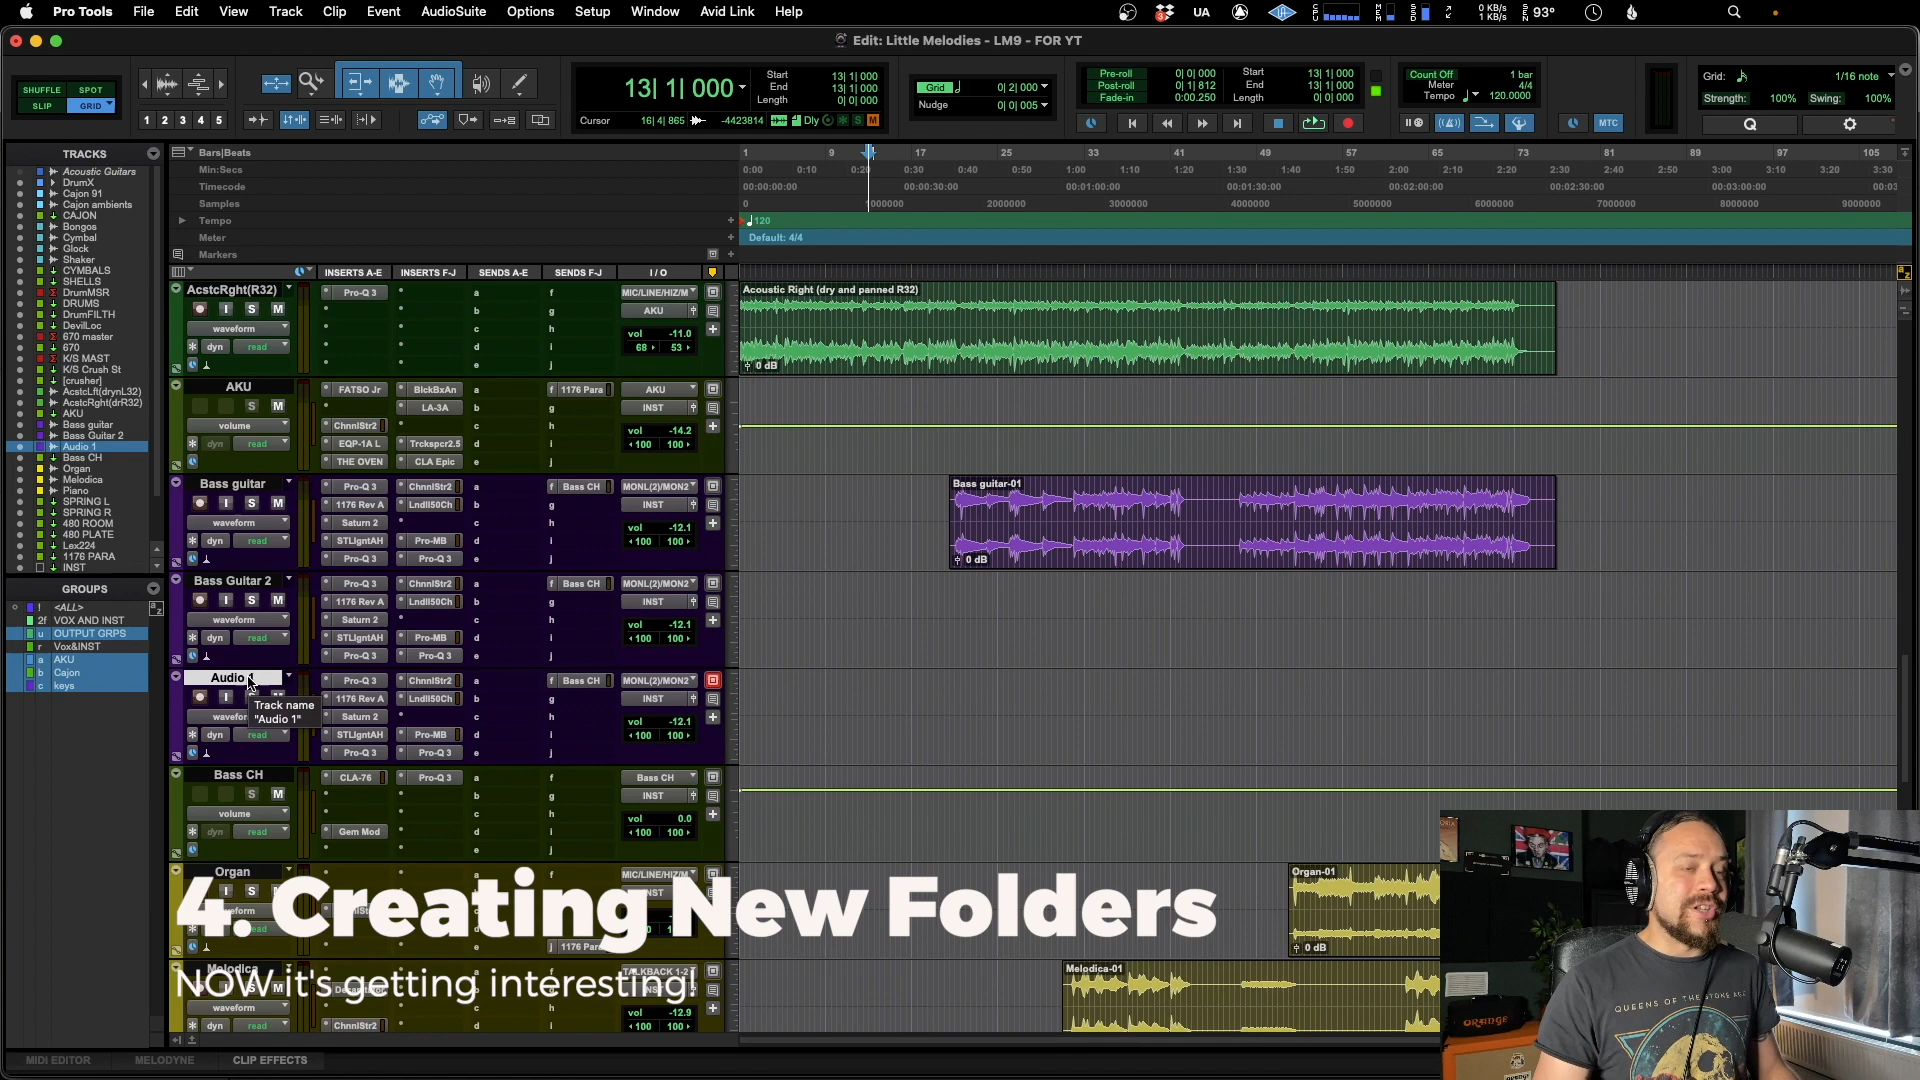 Pro Tools File Edit View Track Clip Event AudioSuite Options Setup Window Avid Link Help
3 UA CPU MEM SSD 0 KB/s 1 KB/s SEN 93°
Edit: Little Melodies - LM9 - FOR YT
SHUFFLE SPOT
SLIP GRID
1 2 3 4 5
13| 1| 000
Start 13| 1| 000
End 13| 1| 000
Length 0| 0| 000
Cursor 16| 4| 865 -4423814 Dly S M
Grid 0| 2| 000
Nudge 0| 0| 005
Pre-roll 0| 0| 000 Start 13| 1| 000
Post-roll 0| 1| 812 End 13| 1| 000
Fade-in 0:00.250 Length 0| 0| 000
Count Off 1 bar
Meter 4/4
Tempo 120.0000
MTC
Grid: 1/16 note
Strength: 100% Swing: 100%
Q
TRACKS
Acoustic Guitars
DrumX
Cajon 91
Cajon ambients
CAJON
Bongos
Cymbal
Glock
Shaker
CYMBALS
SHELLS
DrumMSR
DRUMS
DrumFILTH
DevilLoc
670 master
670
K/S MAST
K/S Crush St
[crusher]
AcstcLft(drynL32)
AcstcRght(drR32)
AKU
Bass guitar
Bass Guitar 2
Audio 1
Bass CH
Organ
Melodica
Piano
SPRING L
SPRING R
480 ROOM
480 PLATE
Lex224
1176 PARA
INST
GROUPS
! <ALL>
2f VOX AND INST
u OUTPUT GRPS
r Vox&INST
a AKU
b Cajon
c keys
Bars|Beats 1 9 17 25 33 41 49 57 65 73 81 89 97 105
Min:Secs 0:00 0:10 0:20 0:30 0:40 0:50 1:00 1:10 1:20 1:30 1:40 1:50 2:00 2:10 2:20 2:30 2:40 2:50 3:00 3:10 3:20 3:30
Timecode 00:00:00:00 00:00:30:00 00:01:00:00 00:01:30:00 00:02:00:00 00:02:30:00 00:03:00:00 00:03
Samples 0 1000000 2000000 3000000 4000000 5000000 6000000 7000000 8000000 9000000
Tempo 120
Meter Default: 4/4
Markers
INSERTS A-E INSERTS F-J SENDS A-E SENDS F-J I / O
AcstcRght(R32) Pro-Q 3 a f MIC/LINE/HIZ/M
I S M b g AKU
waveform c h vol -11.0
dyn read d i 68 53
e j
Acoustic Right (dry and panned R32)
0 dB
AKU FATSO Jr BlckBxAn a f 1176 Para AKU
S M LA-3A b g INST
volume ChnnlStr2 c h vol -14.2
dyn read EQP-1A L Trckspcr2.5 d i 100 100
THE OVEN CLA Epic e j
Bass guitar Pro-Q 3 ChnnlStr2 a f Bass CH MONL(2)/MON2
I S M 1176 Rev A Lndll50Ch b g INST
waveform Saturn 2 c h vol -12.1
dyn read STLIgntAH Pro-MB d i 100 100
Pro-Q 3 Pro-Q 3 e j
Bass guitar-01
0 dB
Bass Guitar 2 Pro-Q 3 ChnnlStr2 a f Bass CH MONL(2)/MON2
I S M 1176 Rev A Lndll50Ch b g INST
waveform Saturn 2 c h vol -12.1
dyn read STLIgntAH Pro-MB d i 100 100
Pro-Q 3 Pro-Q 3 e j
Audio 1 Pro-Q 3 ChnnlStr2 a f Bass CH MONL(2)/MON2
I S M 1176 Rev A Lndll50Ch b g INST
Track name
"Audio 1"
Saturn 2 c h vol -12.1
dyn read STLIgntAH Pro-MB d i 100 100
Pro-Q 3 Pro-Q 3 e j
Bass CH CLA-76 Pro-Q 3 a f Bass CH
S M b g INST
volume c h vol 0.0
dyn read Gem Mod d i 100 100
e j
Organ a f MIC/LINE/HIZ/M
Organ-01
0 dB
4. Creating New Folders
NOW it's getting interesting!
Melodica TALKBACK 1-2
Melodica-01
waveform c h vol -12.9
dyn read ChnnlStr2 d i 100 100
MIDI EDITOR MELODYNE CLIP EFFECTS
QUEENS OF THE STONE AGE
ORANGE